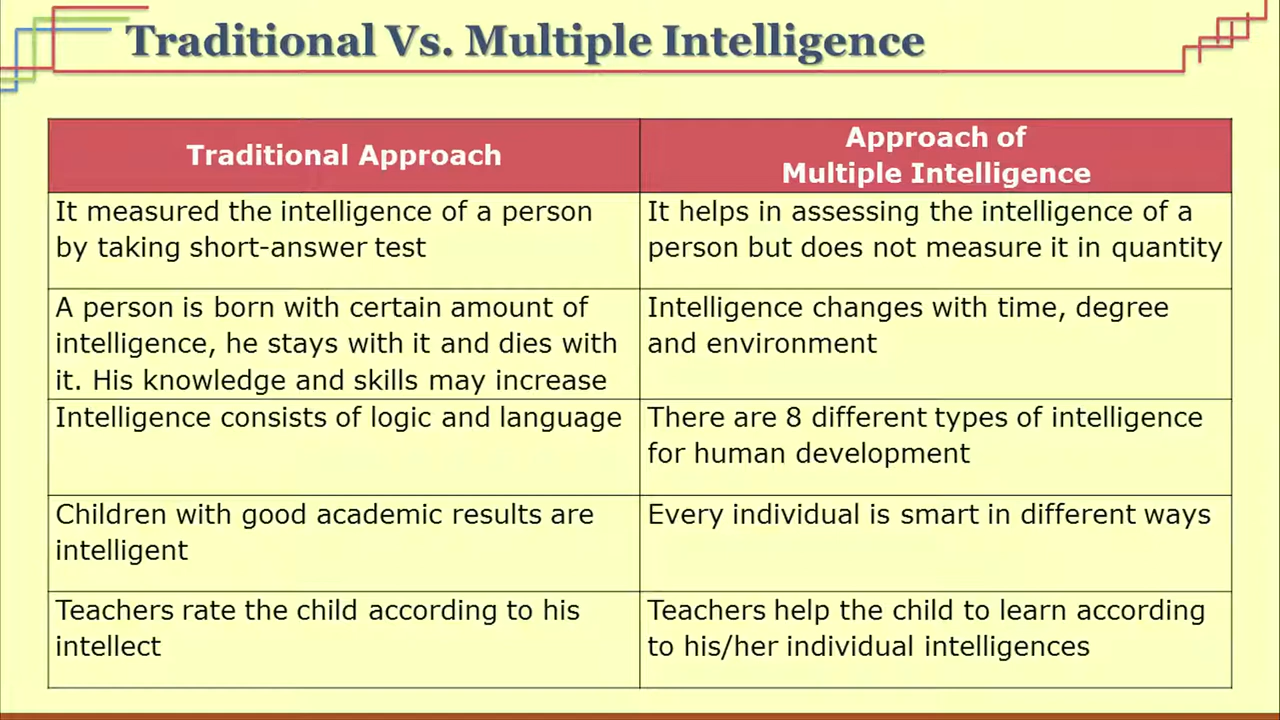 Traditional Vs. Multiple Intelligence
Traditional Approach
Approach of
Multiple Intelligence
It measured the intelligence of a person
by taking short-answer test
It helps in assessing the intelligence of a
person but does not measure it in quantity
A person is born with certain amount of
intelligence, he stays with it and dies with
it. His knowledge and skills may increase
Intelligence changes with time, degree
and environment
Intelligence consists of logic and language
There are 8 different types of intelligence
for human development
Children with good academic results are
intelligent
Every individual is smart in different ways
Teachers rate the child according to his
intellect
Teachers help the child to learn according
to his/her individual intelligences